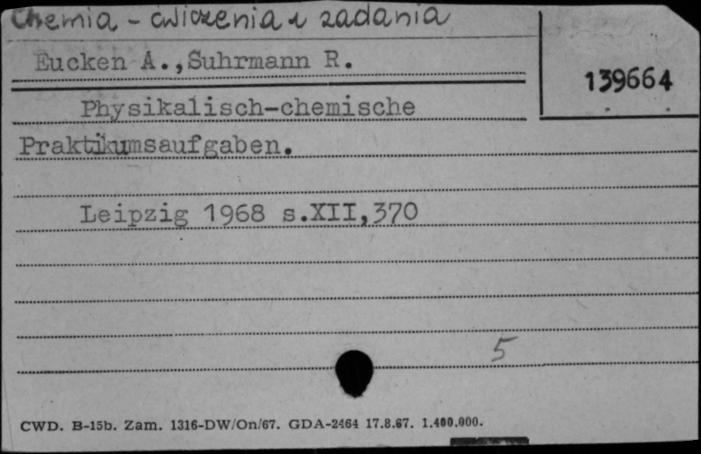 Chemia - ćwiczenia i zadania
Eucken A.,Suhrmann R.
139664
Physikalisch-chemische
Praktikumsaufgaben.
Leipzig 1968 s.XII,370
5
CWD. B-15b. Zam. 1316-DW/On/67. GDA-2464 17.8.67. 1.400.000.